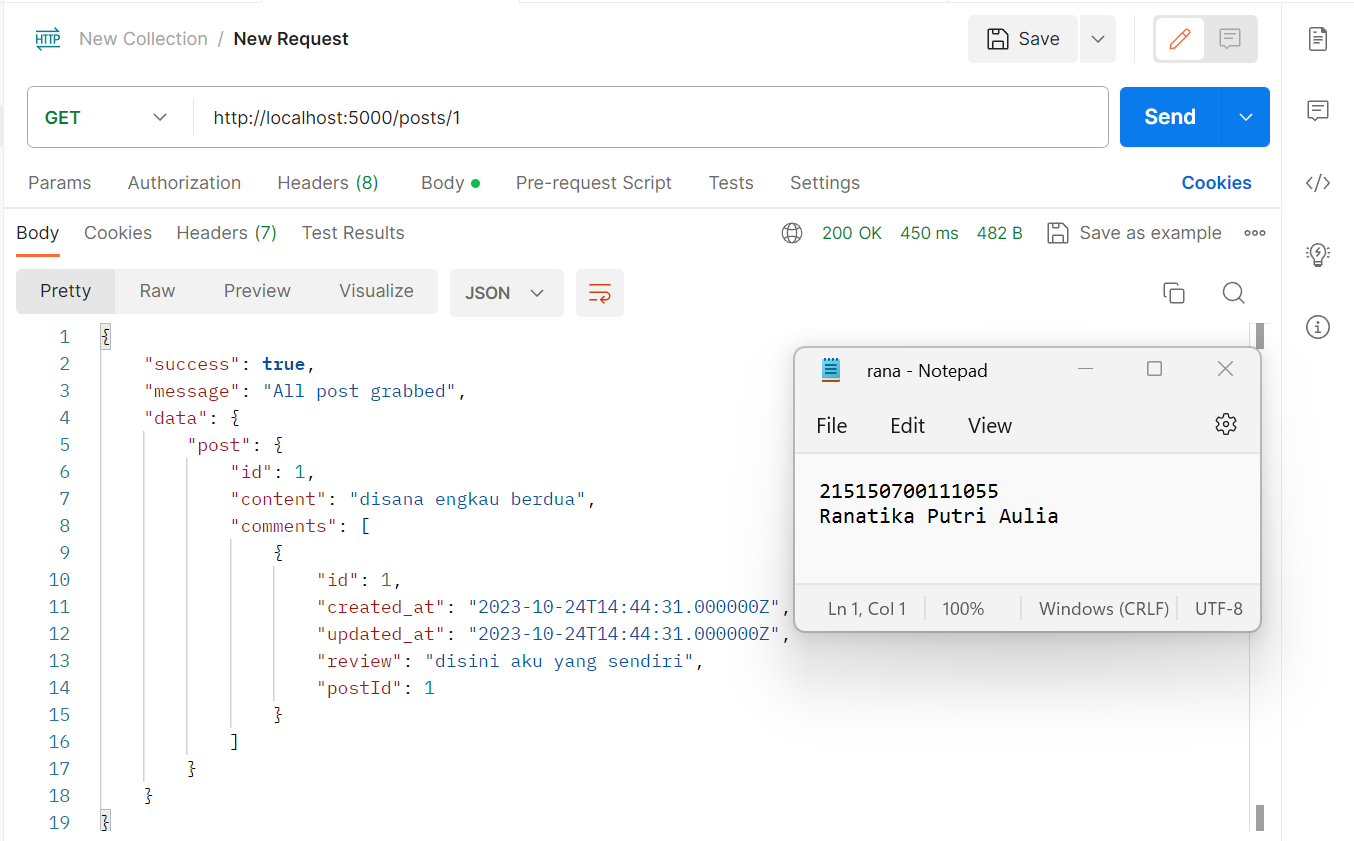 HTTP New Collection / New Request Save
GET http://localhost:5000/posts/1 Send
Params Authorization Headers (8) Body Pre-request Script Tests Settings Cookies
Body Cookies Headers (7) Test Results 200 OK 450 ms 482 B Save as example
Pretty Raw Preview Visualize JSON
1 {
2 "success": true,
3 "message": "All post grabbed",
4 "data": {
5 "post": {
6 "id": 1,
7 "content": "disana engkau berdua",
8 "comments": [
9 {
10 "id": 1,
11 "created_at": "2023-10-24T14:44:31.000000Z",
12 "updated_at": "2023-10-24T14:44:31.000000Z",
13 "review": "disini aku yang sendiri",
14 "postId": 1
15 }
16 ]
17 }
18 }
19 }
rana - Notepad
File Edit View
215150700111055
Ranatika Putri Aulia
Ln 1, Col 1 100% Windows (CRLF) UTF-8